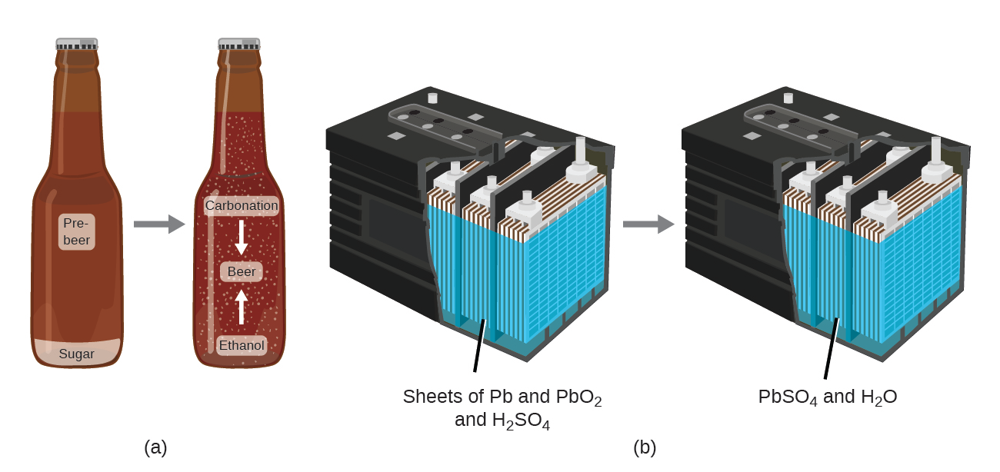 Pre-
beer
Sugar
Carbonation
Beer
Ethanol
(a)
Sheets of Pb and PbO₂
and H₂SO₄
PbSO₄ and H₂O
(b)